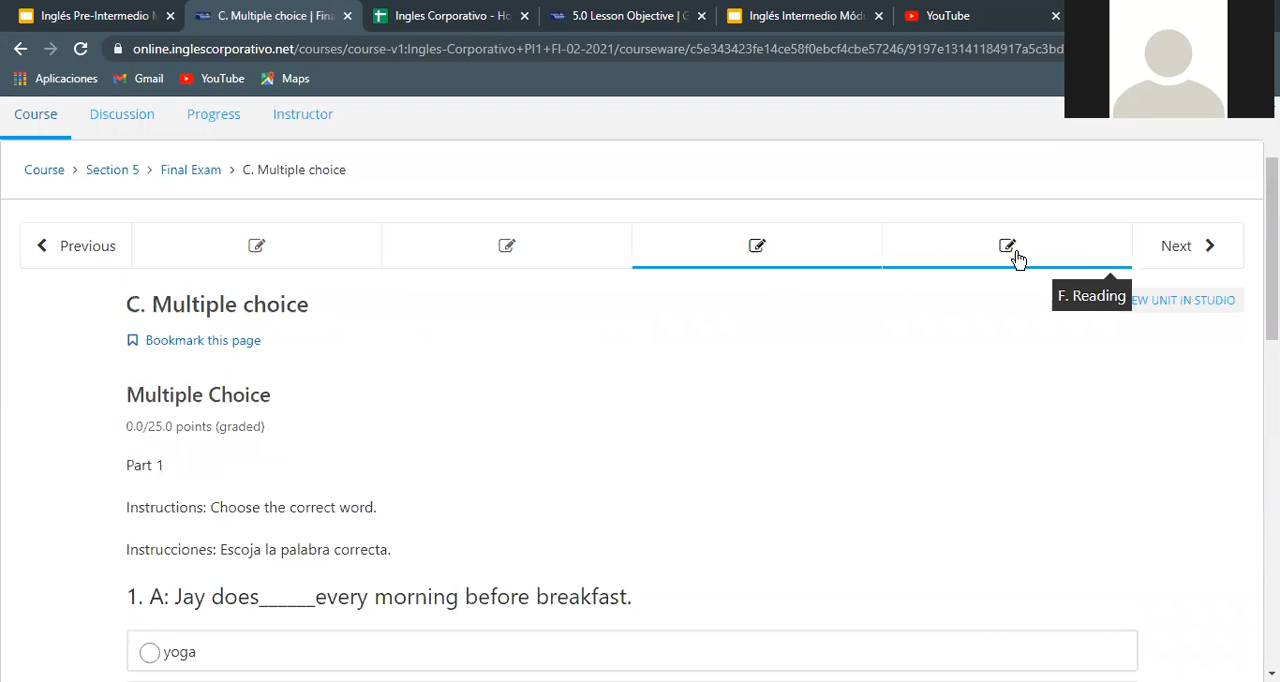 Inglés Pre-Intermedio M
C. Multiple choice | Fina
Ingles Corporativo - Ho
5.0 Lesson Objective | G
Inglés Intermedio Módu
YouTube
online.inglescorporativo.net/courses/course-v1:Ingles-Corporativo+PI1+FI-02-2021/courseware/c5e343423fe14ce58f0ebcf4cbe57246/9197e13141184917a5c3bd
Aplicaciones
Gmail
YouTube
Maps
Course
Discussion
Progress
Instructor
Course > Section 5 > Final Exam > C. Multiple choice
Previous
Next
F. Reading
EW UNIT IN STUDIO
C. Multiple choice
Bookmark this page
Multiple Choice
0.0/25.0 points (graded)
Part 1
Instructions: Choose the correct word.
Instrucciones: Escoja la palabra correcta.
1. A: Jay does______every morning before breakfast.
yoga